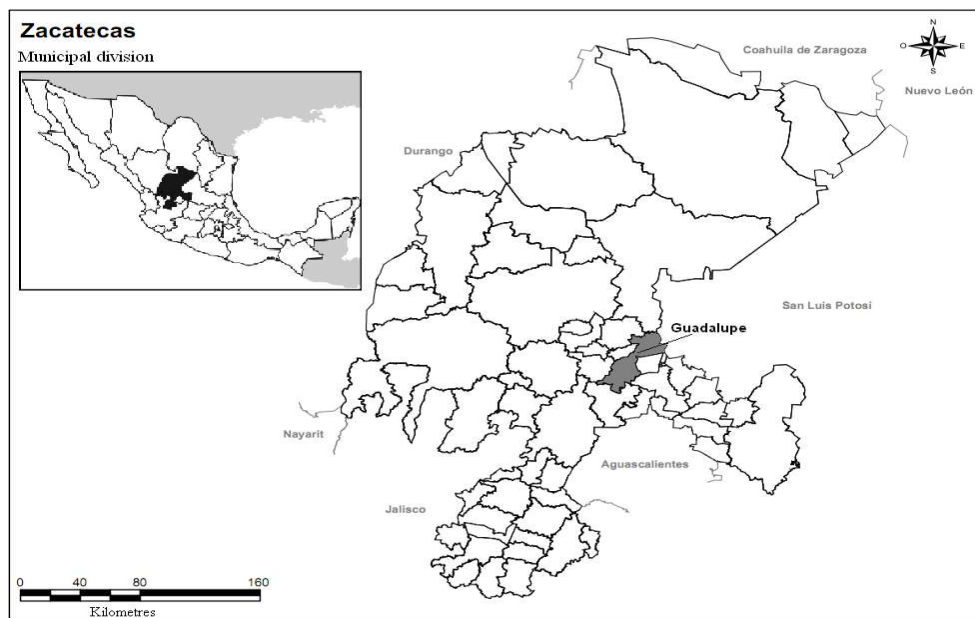 Zacatecas
Municipal division
Coahuila de Zaragoza
N
O E
S
Nuevo León
Durango
San Luis Potosí
Guadalupe
Nayarit
Aguascalientes
Jalisco
0 40 80 160
Kilometres